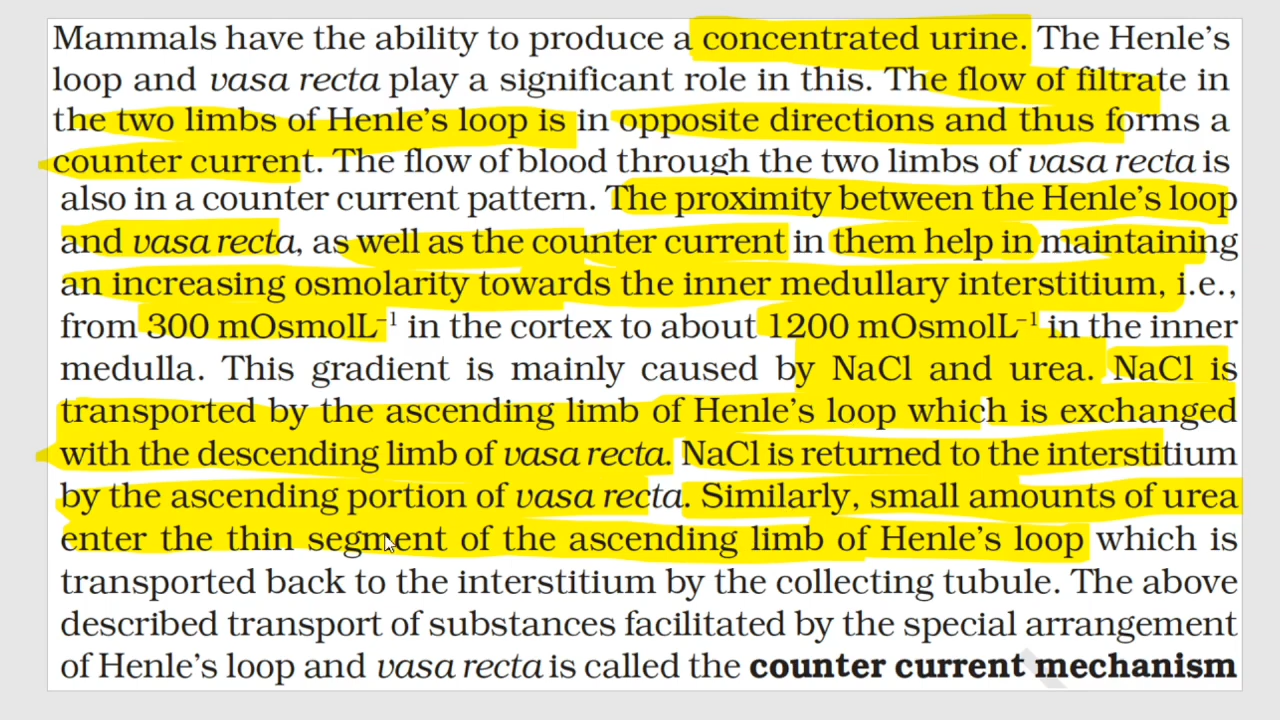 Mammals have the ability to produce a concentrated urine. The Henle’s
loop and vasa recta play a significant role in this. The flow of filtrate in
the two limbs of Henle’s loop is in opposite directions and thus forms a
counter current. The flow of blood through the two limbs of vasa recta is
also in a counter current pattern. The proximity between the Henle’s loop
and vasa recta, as well as the counter current in them help in maintaining
an increasing osmolarity towards the inner medullary interstitium, i.e.,
from 300 mOsmolL⁻¹ in the cortex to about 1200 mOsmolL⁻¹ in the inner
medulla. This gradient is mainly caused by NaCl and urea. NaCl is
transported by the ascending limb of Henle’s loop which is exchanged
with the descending limb of vasa recta. NaCl is returned to the interstitium
by the ascending portion of vasa recta. Similarly, small amounts of urea
enter the thin segment of the ascending limb of Henle’s loop which is
transported back to the interstitium by the collecting tubule. The above
described transport of substances facilitated by the special arrangement
of Henle’s loop and vasa recta is called the counter current mechanism